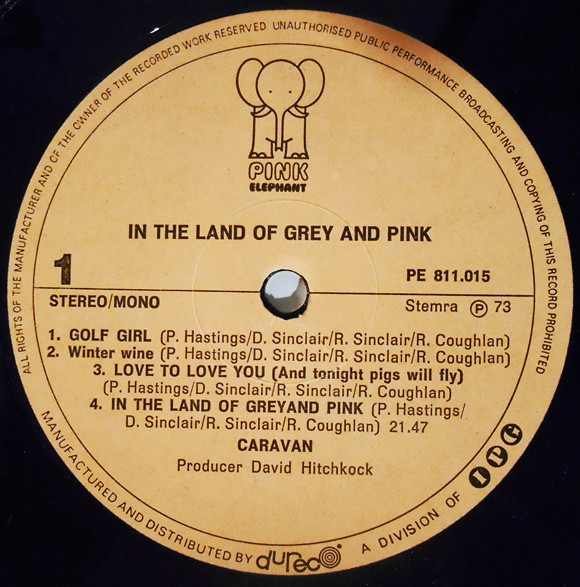 ALL RIGHTS OF THE MANUFACTURER AND OF THE OWNER OF THE RECORDED WORK RESERVED UNAUTHORISED PUBLIC PERFORMANCE BROADCASTING AND COPYING OF THIS RECORD PROHIBITED
PINK
ELEPHANT
IN THE LAND OF GREY AND PINK
1
PE 811.015
STEREO/MONO
Stemra Ⓟ 73
1. GOLF GIRL (P. Hastings/D. Sinclair/R. Sinclair/R. Coughlan)
2. Winter wine (P. Hastings/D. Sinclair/R. Sinclair/R. Coughlan)
3. LOVE TO LOVE YOU (And tonight pigs will fly)
(P. Hastings/D. Sinclair/R. Sinclair/R. Coughlan)
4. IN THE LAND OF GREYAND PINK (P. Hastings/
D. Sinclair/R. Sinclair/R. Coughlan) 21.47
CARAVAN
Producer David Hitchkock
MANUFACTURED AND DISTRIBUTED BY dureco A DIVISION OF